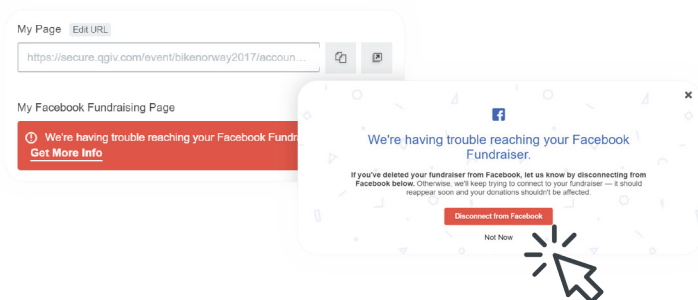 My Page Edit URL
https://secure.qgiv.com/event/bikenorway2017/accoun...
My Facebook Fundraising Page
We're having trouble reaching your Facebook Fundr
Get More Info
We're having trouble reaching your Facebook
Fundraiser.
If you've deleted your fundraiser from Facebook, let us know by disconnecting from
Facebook below. Otherwise, we'll keep trying to connect to your fundraiser — it should
reappear soon and your donations shouldn't be affected.
Disconnect from Facebook
Not Now